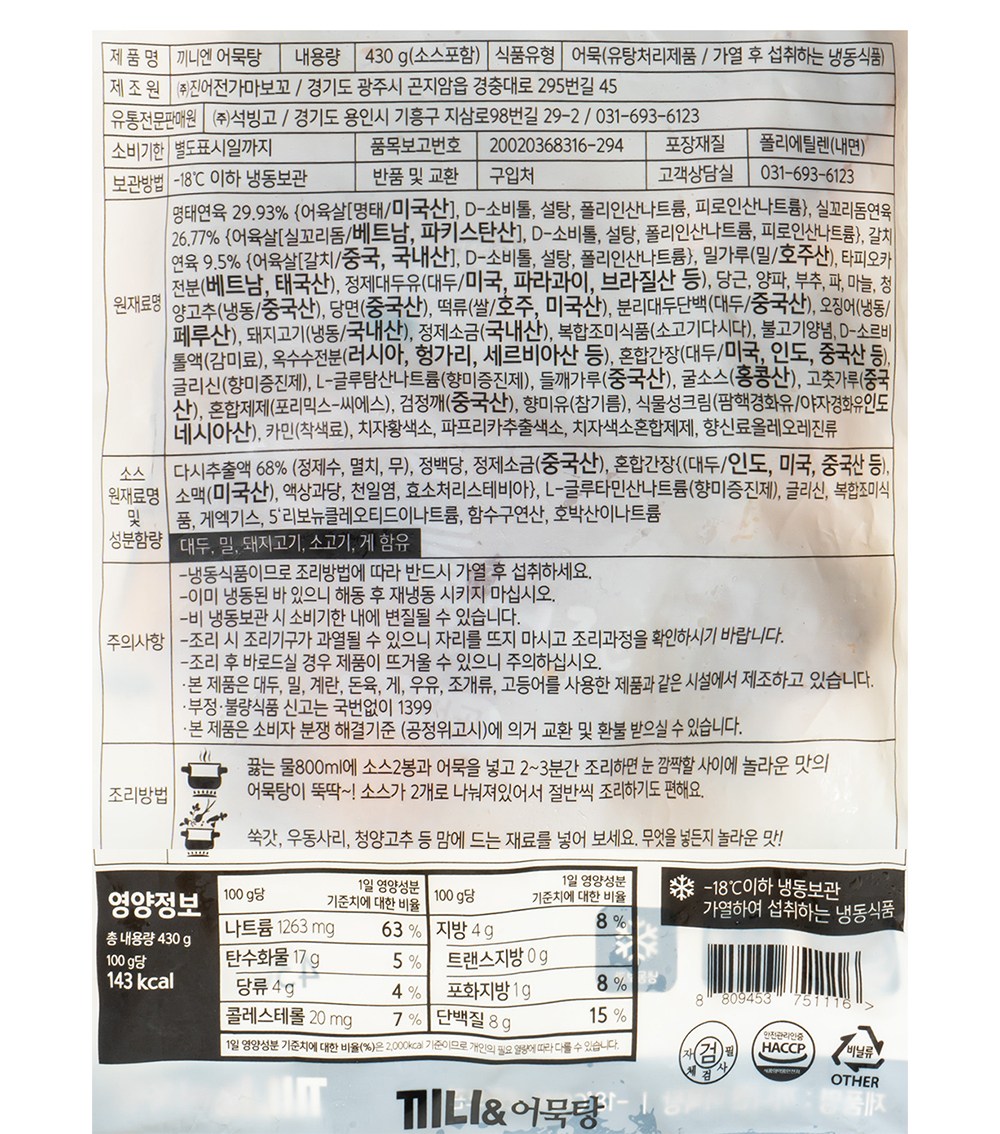 제품명 끼니엔 어묵탕 내용량 430 g(소스포함) 식품유형 어묵(유탕처리제품 / 가열 후 섭취하는 냉동식품)
제조원 ㈜진어전가마보꼬 / 경기도 광주시 곤지암읍 경충대로 295번길 45
유통전문판매원 (주)석빙고 / 경기도 용인시 기흥구 지삼로98번길 29-2 / 031-693-6123
소비기한 별도표시일까지 품목보고번호 20020368316-294 포장재질 폴리에틸렌(내면)
보관방법 -18℃ 이하 냉동보관 반품 및 교환 구입처 고객상담실 031-693-6123
원재료명
명태연육 29.93% {어육살[명태/미국산], D-소비톨, 설탕, 폴리인산나트륨, 피로인산나트륨}, 실꼬리돔연육
26.77% {어육살[실꼬리돔/베트남, 파키스탄산], D-소비톨, 설탕, 폴리인산나트륨, 피로인산나트륨}, 갈치
연육 9.5% {어육살[갈치/중국, 국내산], D-소비톨, 설탕, 폴리인산나트륨}, 밀가루(밀/호주산), 타피오카
전분(베트남, 태국산), 정제대두유(대두/미국, 파라과이, 브라질산 등), 당근, 양파, 부추, 파, 마늘, 청
양고추(냉동/중국산), 당면(중국산), 떡류(쌀/호주, 미국산), 분리대두단백(대두/중국산), 오징어(냉동/
페루산), 돼지고기(냉동/국내산), 정제소금(국내산), 복합조미식품(소고기다시다), 불고기양념, D-소르비
톨액(감미료), 옥수수전분(러시아, 헝가리, 세르비아산 등), 혼합간장(대두/미국, 인도, 중국산 등),
글리신(향미증진제), L-글루탐산나트륨(향미증진제), 들깨가루(중국산), 굴소스(홍콩산), 고춧가루(중국
산), 혼합제제(포리믹스-씨에스), 검정깨(중국산), 향미유(참기름), 식물성크림(팜핵경화유/야자경화유인도
네시아산), 카민(착색료), 치자황색소, 파프리카추출색소, 치자색소혼합제제, 향신료올레오레진류
소스
원재료명
및
성분함량
다시추출액 68% (정제수, 멸치, 무), 정백당, 정제소금(중국산), 혼합간장{(대두/인도, 미국, 중국산 등),
소맥(미국산), 액상과당, 천일염, 효소처리스테비아}, L-글루타민산나트륨(향미증진제), 글리신, 복합조미식
품, 게엑기스, 5'리보뉴클레오티드이나트륨, 함수구연산, 호박산이나트륨
대두, 밀, 돼지고기, 소고기, 게 함유
주의사항
-냉동식품이므로 조리방법에 따라 반드시 가열 후 섭취하세요.
-이미 냉동된 바 있으니 해동 후 재냉동 시키지 마십시오.
-비 냉동보관 시 소비기한 내에 변질될 수 있습니다.
-조리 시 조리기구가 과열될 수 있으니 자리를 뜨지 마시고 조리과정을 확인하시기 바랍니다.
-조리 후 바로드실 경우 제품이 뜨거울 수 있으니 주의하십시오.
·본 제품은 대두, 밀, 계란, 돈육, 게, 우유, 조개류, 고등어를 사용한 제품과 같은 시설에서 제조하고 있습니다.
·부정·불량식품 신고는 국번없이 1399
·본 제품은 소비자 분쟁 해결기준 (공정위고시)에 의거 교환 및 환불 받으실 수 있습니다.
조리방법
끓는 물800ml에 소스2봉과 어묵을 넣고 2~3분간 조리하면 눈 깜짝할 사이에 놀라운 맛의
어묵탕이 뚝딱~! 소스가 2개로 나눠져있어서 절반씩 조리하기도 편해요.
쑥갓, 우동사리, 청양고추 등 맘에 드는 재료를 넣어 보세요. 무엇을 넣든지 놀라운 맛!
영양정보
총 내용량 430 g
100 g당
143 kcal
100 g당 1일 영양성분 기준치에 대한 비율 100 g당 1일 영양성분 기준치에 대한 비율
나트륨 1263 mg 63 % 지방 4 g 8 %
탄수화물 17 g 5 % 트랜스지방 0 g
당류 4 g 4 % 포화지방 1 g 8 %
콜레스테롤 20 mg 7 % 단백질 8 g 15 %
1일 영양성분 기준치에 대한 비율(%)은 2,000kcal 기준이므로 개인의 필요 열량에 따라 다를 수 있습니다.
-18℃이하 냉동보관
가열하여 섭취하는 냉동식품
8 809453 751116 >
자체검사필
검
안전관리인증
HACCP
식품의약품안전처
비닐류
OTHER
끼니& 어묵탕